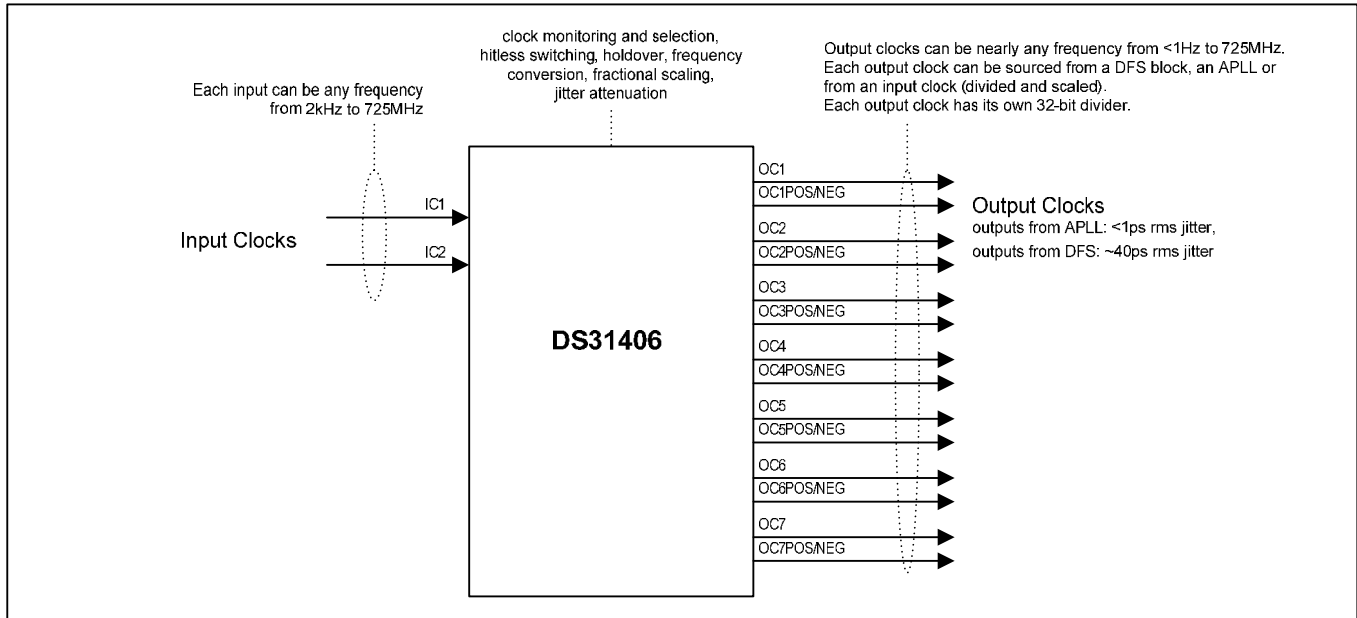 clock monitoring and selection,
hitless switching, holdover, frequency
conversion, fractional scaling,
jitter attenuation
Output clocks can be nearly any frequency from <1Hz to 725MHz.
Each output clock can be sourced from a DFS block, an APLL or
from an input clock (divided and scaled).
Each output clock has its own 32-bit divider.
Each input can be any frequency
from 2kHz to 725MHz
Input Clocks
IC1
IC2
DS31406
OC1
OC1POS/NEG
OC2
OC2POS/NEG
OC3
OC3POS/NEG
OC4
OC4POS/NEG
OC5
OC5POS/NEG
OC6
OC6POS/NEG
OC7
OC7POS/NEG
Output Clocks
outputs from APLL: <1ps rms jitter,
outputs from DFS: ~40ps rms jitter